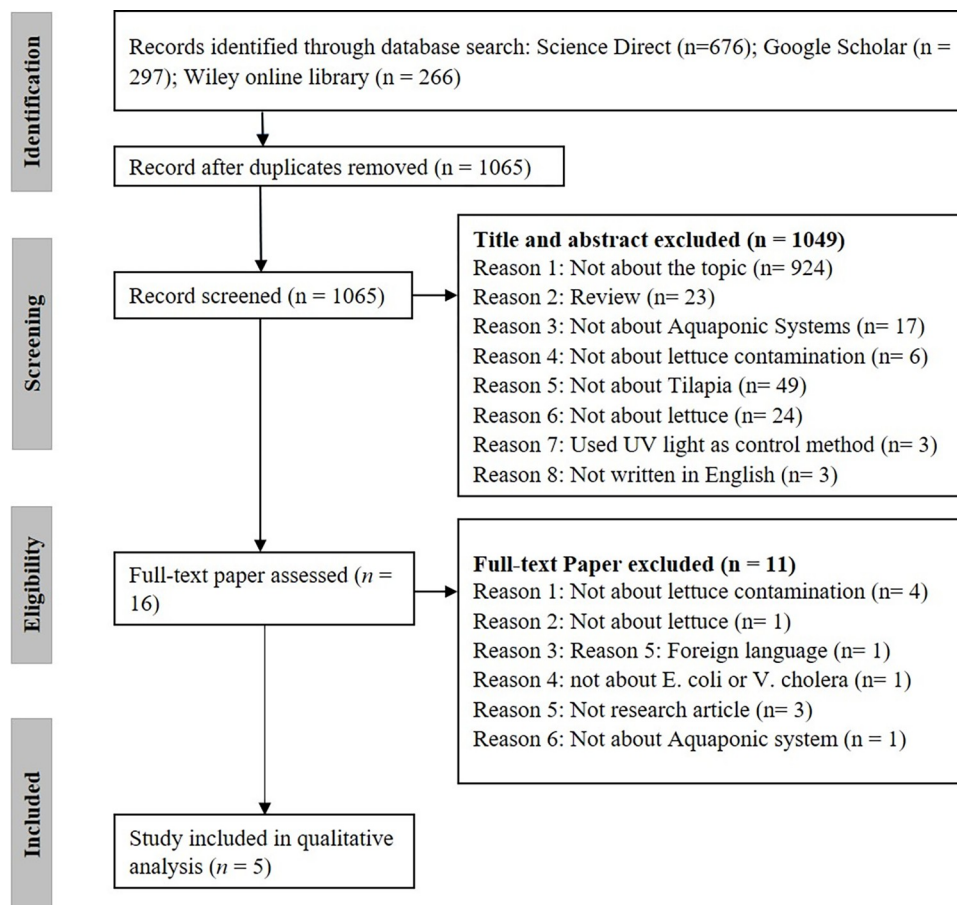 Identification
Records identified through database search: Science Direct (n=676); Google Scholar (n =
297); Wiley online library (n = 266)
Record after duplicates removed (n = 1065)
Screening
Record screened (n = 1065)
Title and abstract excluded (n = 1049)
Reason 1: Not about the topic (n= 924)
Reason 2: Review (n= 23)
Reason 3: Not about Aquaponic Systems (n= 17)
Reason 4: Not about lettuce contamination (n= 6)
Reason 5: Not about Tilapia (n= 49)
Reason 6: Not about lettuce (n= 24)
Reason 7: Used UV light as control method (n= 3)
Reason 8: Not written in English (n= 3)
Eligibility
Full-text paper assessed (n =
16)
Full-text Paper excluded (n = 11)
Reason 1: Not about lettuce contamination (n= 4)
Reason 2: Not about lettuce (n= 1)
Reason 3: Reason 5: Foreign language (n= 1)
Reason 4: not about E. coli or V. cholera (n= 1)
Reason 5: Not research article (n= 3)
Reason 6: Not about Aquaponic system (n = 1)
Included
Study included in qualitative
analysis (n = 5)